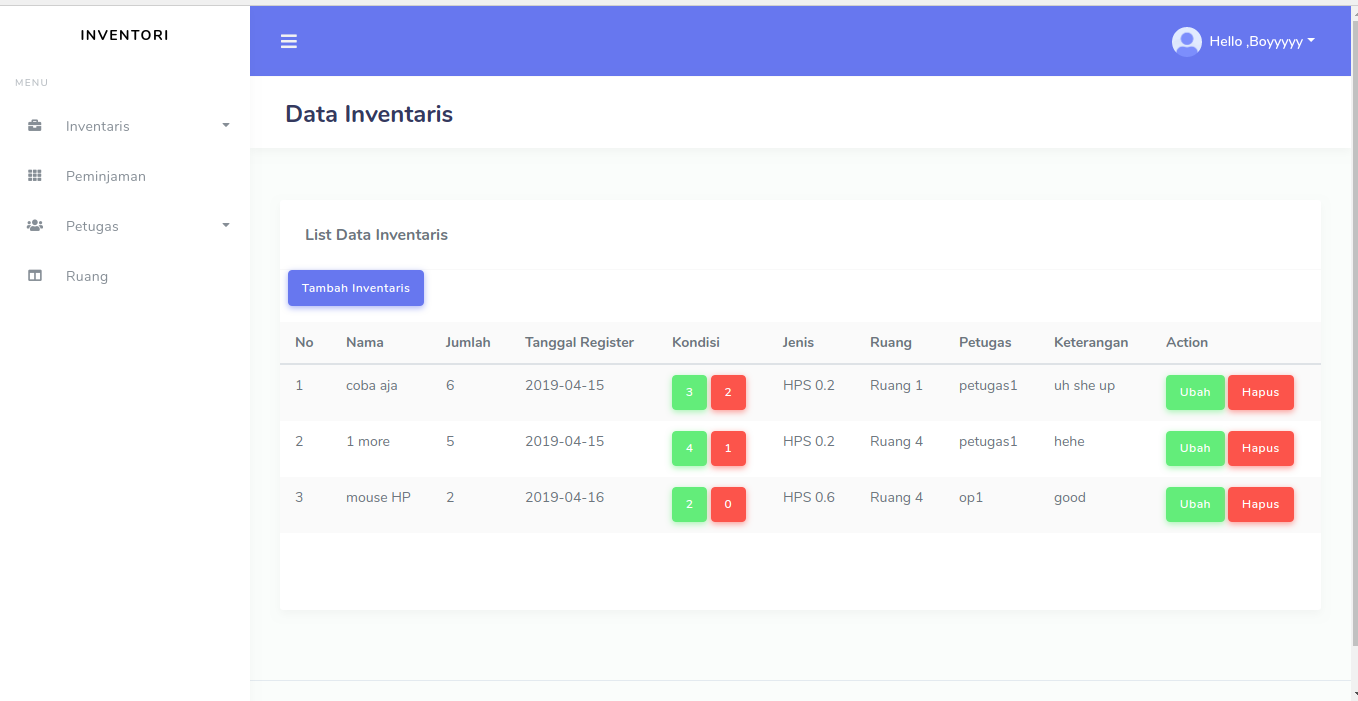 INVENTORI
Hello ,Boyyyyy
MENU
Inventaris
Peminjaman
Petugas
Ruang
Data Inventaris
List Data Inventaris
Tambah Inventaris
No Nama Jumlah Tanggal Register Kondisi Jenis Ruang Petugas Keterangan Action
1 coba aja 6 2019-04-15 3 2 HPS 0.2 Ruang 1 petugas1 uh she up Ubah Hapus
2 1 more 5 2019-04-15 4 1 HPS 0.2 Ruang 4 petugas1 hehe Ubah Hapus
3 mouse HP 2 2019-04-16 2 0 HPS 0.6 Ruang 4 op1 good Ubah Hapus